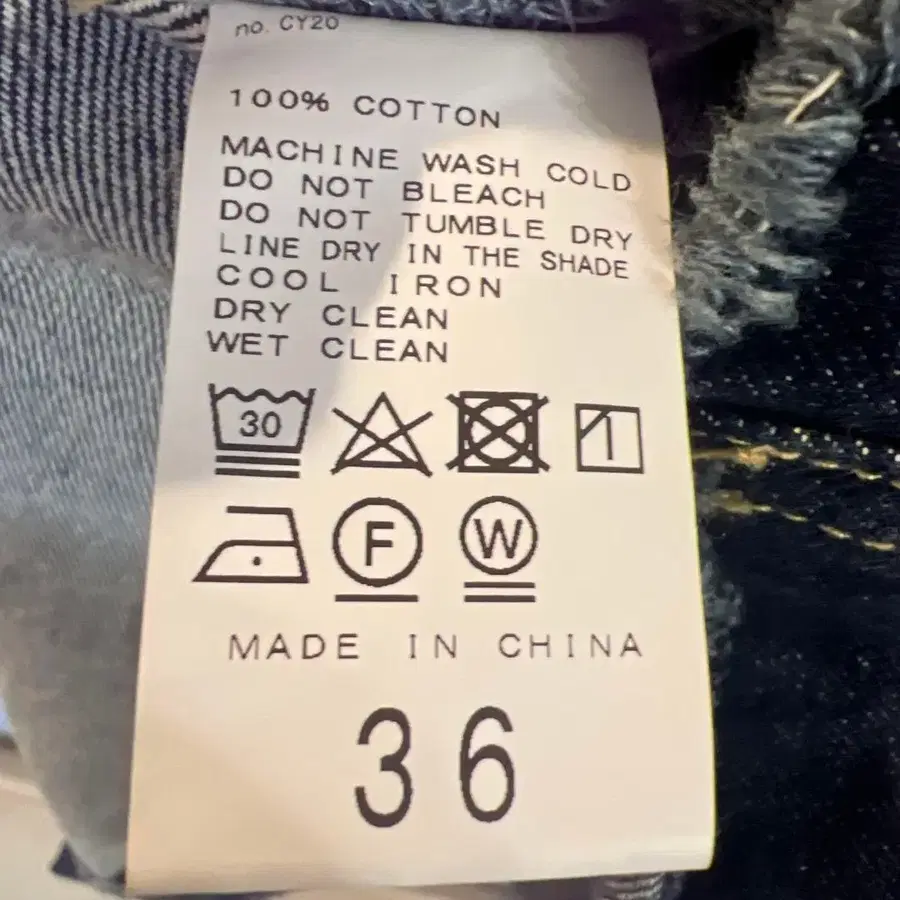 no. CY20
100% COTTON
MACHINE WASH COLD
DO NOT BLEACH
DO NOT TUMBLE DRY
LINE DRY IN THE SHADE
COOL IRON
DRY CLEAN
WET CLEAN
30
F W
MADE IN CHINA
36